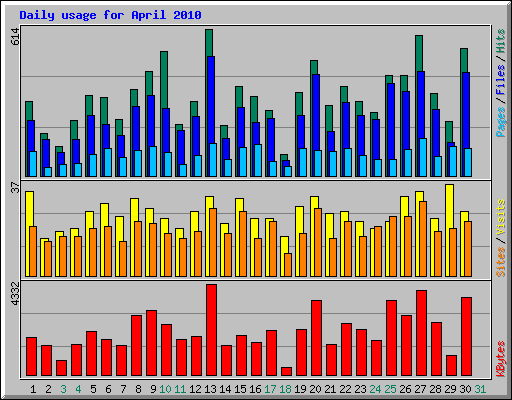 Daily usage for April 2010
614
37
4332
Pages / Files / Hits
Sites / Visits
KBytes
1 2 3 4 5 6 7 8 9 10 11 12 13 14 15 16 17 18 19 20 21 22 23 24 25 26 27 28 29 30 31